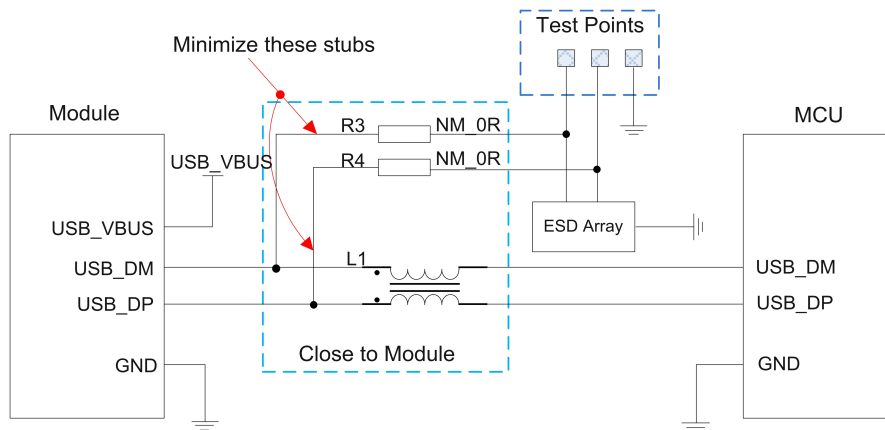 Test Points
Minimize these stubs
Module
MCU
R3
NM_0R
R4
NM_0R
USB_VBUS
ESD Array
USB_VBUS
USB_DM
L1
USB_DM
USB_DP
USB_DP
Close to Module
GND
GND